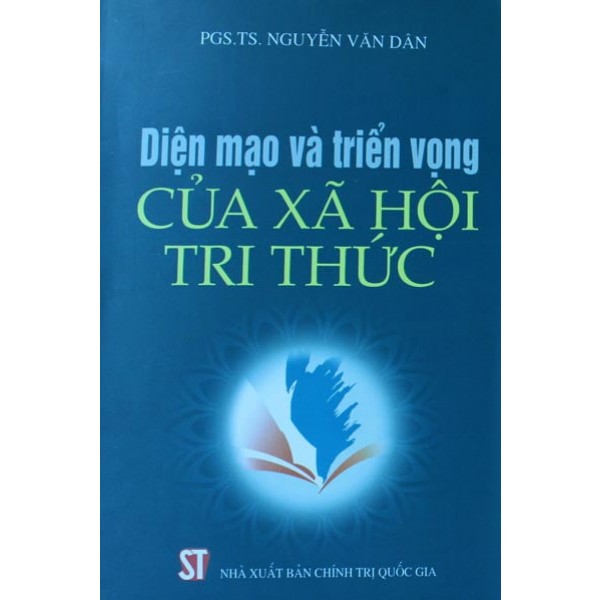 PGS.TS. NGUYỄN VĂN DÂN
Diện mạo và triển vọng
CỦA XÃ HỘI
TRI THỨC
ST
NHÀ XUẤT BẢN CHÍNH TRỊ QUỐC GIA